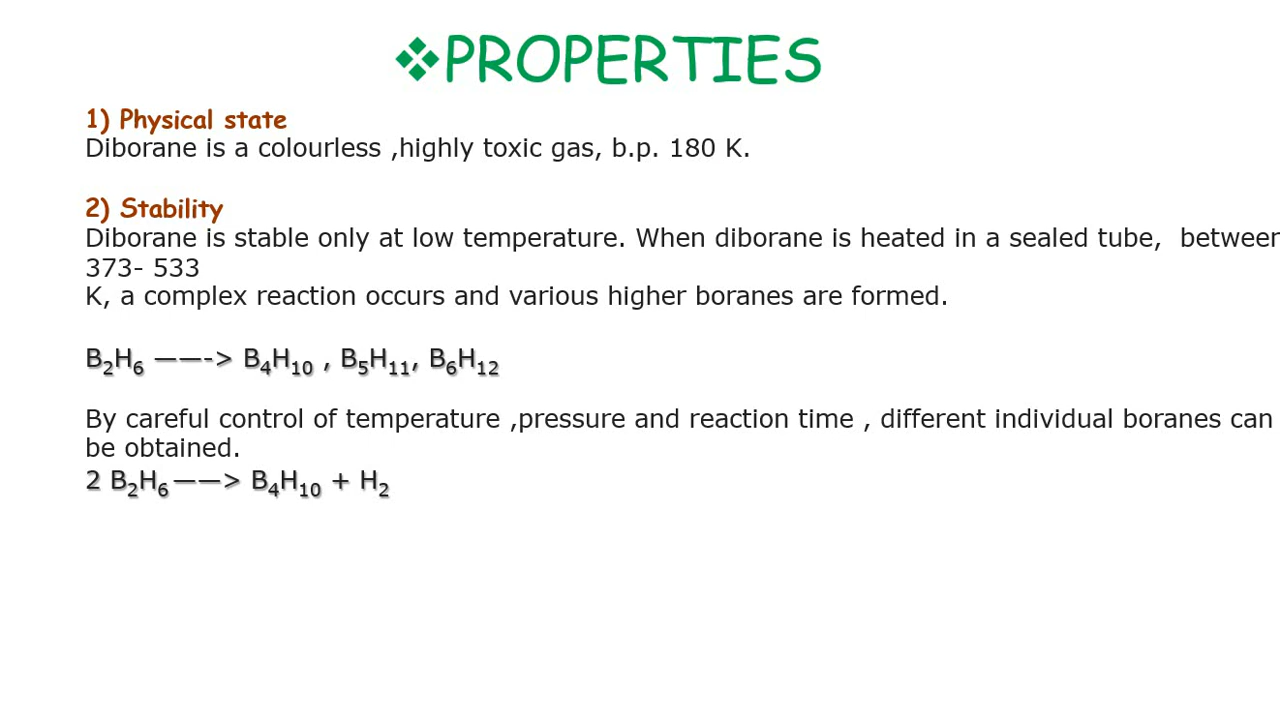 ❖PROPERTIES
1) Physical state
Diborane is a colourless ,highly toxic gas, b.p. 180 K.
2) Stability
Diborane is stable only at low temperature. When diborane is heated in a sealed tube,  between
373- 533
K, a complex reaction occurs and various higher boranes are formed.
B₂H₆ ——-> B₄H₁₀ , B₅H₁₁, B₆H₁₂
By careful control of temperature ,pressure and reaction time , different individual boranes can
be obtained.
2 B₂H₆——> B₄H₁₀ + H₂